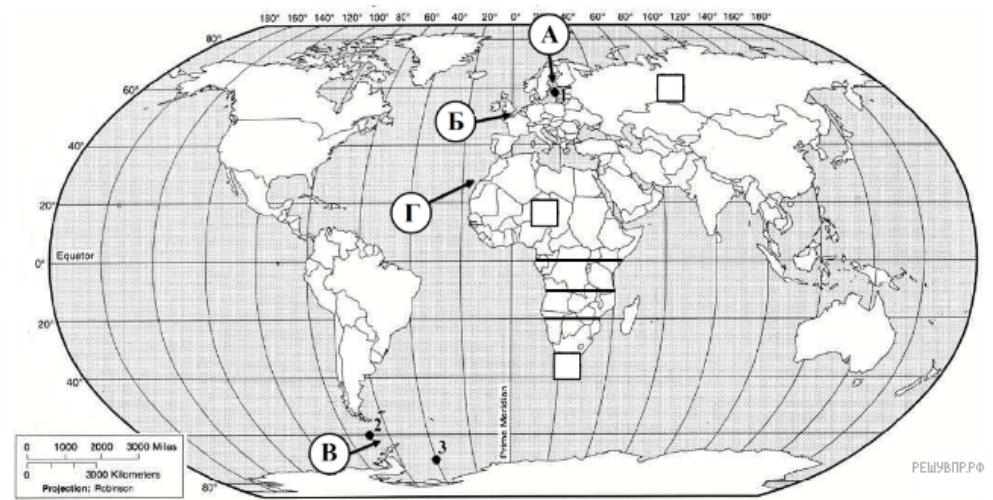 180° 160° 140° 120° 100° 80° 60° 20° 0° 40° 60° 80° 100° 120° 140° 160° 180°
А
80°
60°
1
Б
40°
Г
20°
Equator
0°
20°
40°
Prime Meridian
2
В
3
0 1000 2000 3000 Miles
0 3000 Kilometers
Projection: Robinson
80°
РЕШУВПР.РФ